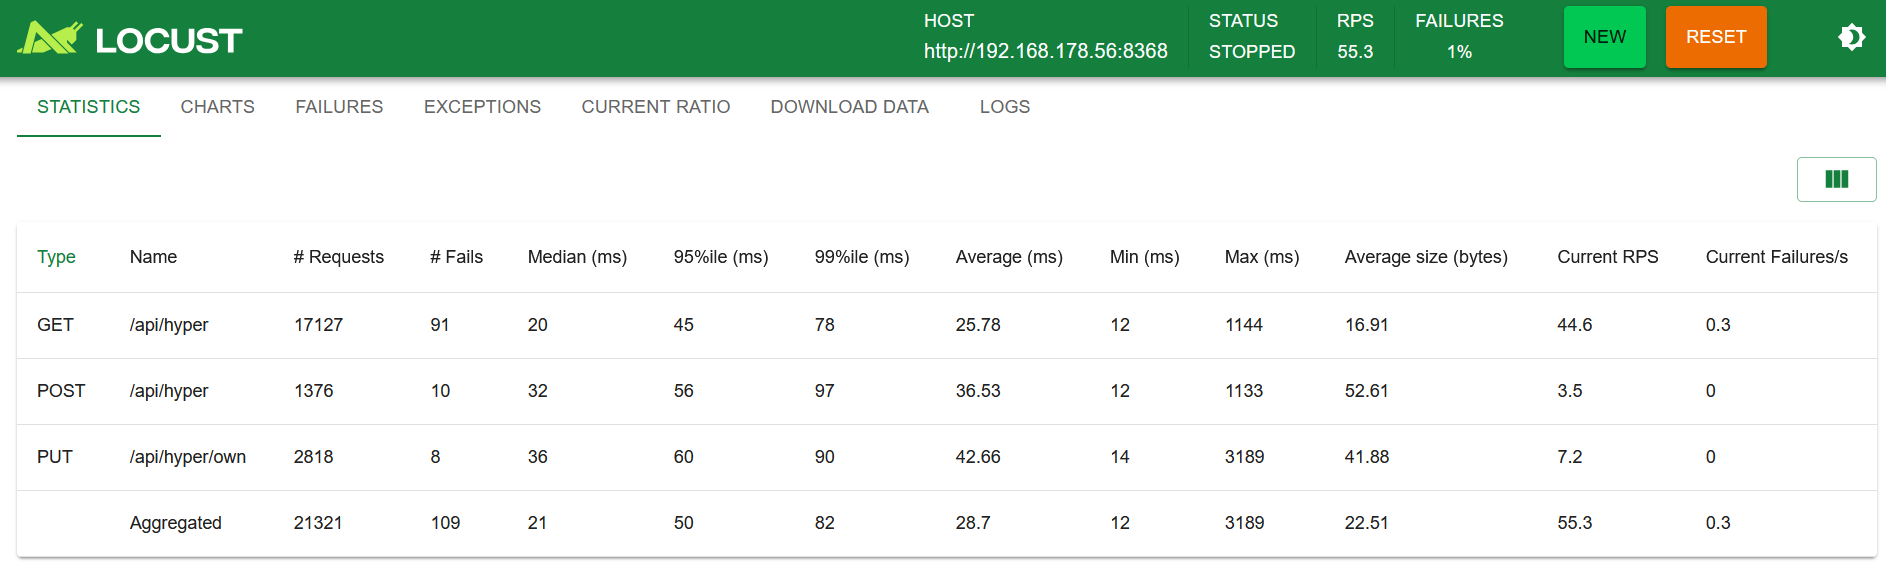 LOCUST
HOST
http://192.168.178.56:8368
STATUS
STOPPED
RPS
55.3
FAILURES
1%
NEW
RESET
STATISTICS CHARTS FAILURES EXCEPTIONS CURRENT RATIO DOWNLOAD DATA LOGS
Type Name # Requests # Fails Median (ms) 95%ile (ms) 99%ile (ms) Average (ms) Min (ms) Max (ms) Average size (bytes) Current RPS Current Failures/s
GET /api/hyper 17127 91 20 45 78 25.78 12 1144 16.91 44.6 0.3
POST /api/hyper 1376 10 32 56 97 36.53 12 1133 52.61 3.5 0
PUT /api/hyper/own 2818 8 36 60 90 42.66 14 3189 41.88 7.2 0
Aggregated 21321 109 21 50 82 28.7 12 3189 22.51 55.3 0.3